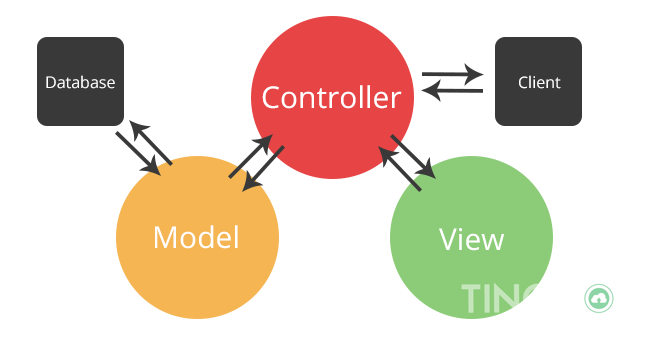 Database
Controller
Client
Model
View